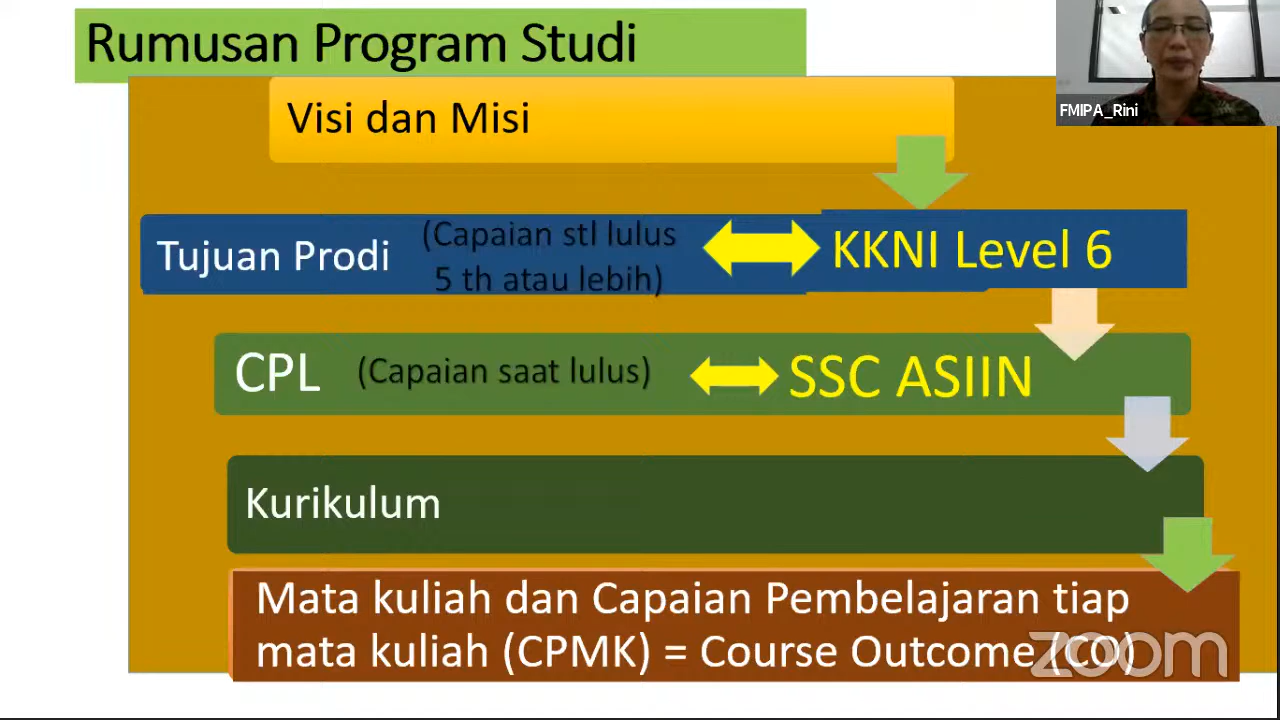 Rumusan Program Studi
FMIPA_Rini
Visi dan Misi
Tujuan Prodi
(Capaian stl lulus
5 th atau lebih)
KKNI Level 6
CPL
(Capaian saat lulus)
SSC ASIIN
Kurikulum
Mata kuliah dan Capaian Pembelajaran tiap
mata kuliah (CPMK) = Course Outcome (CO)
zoom